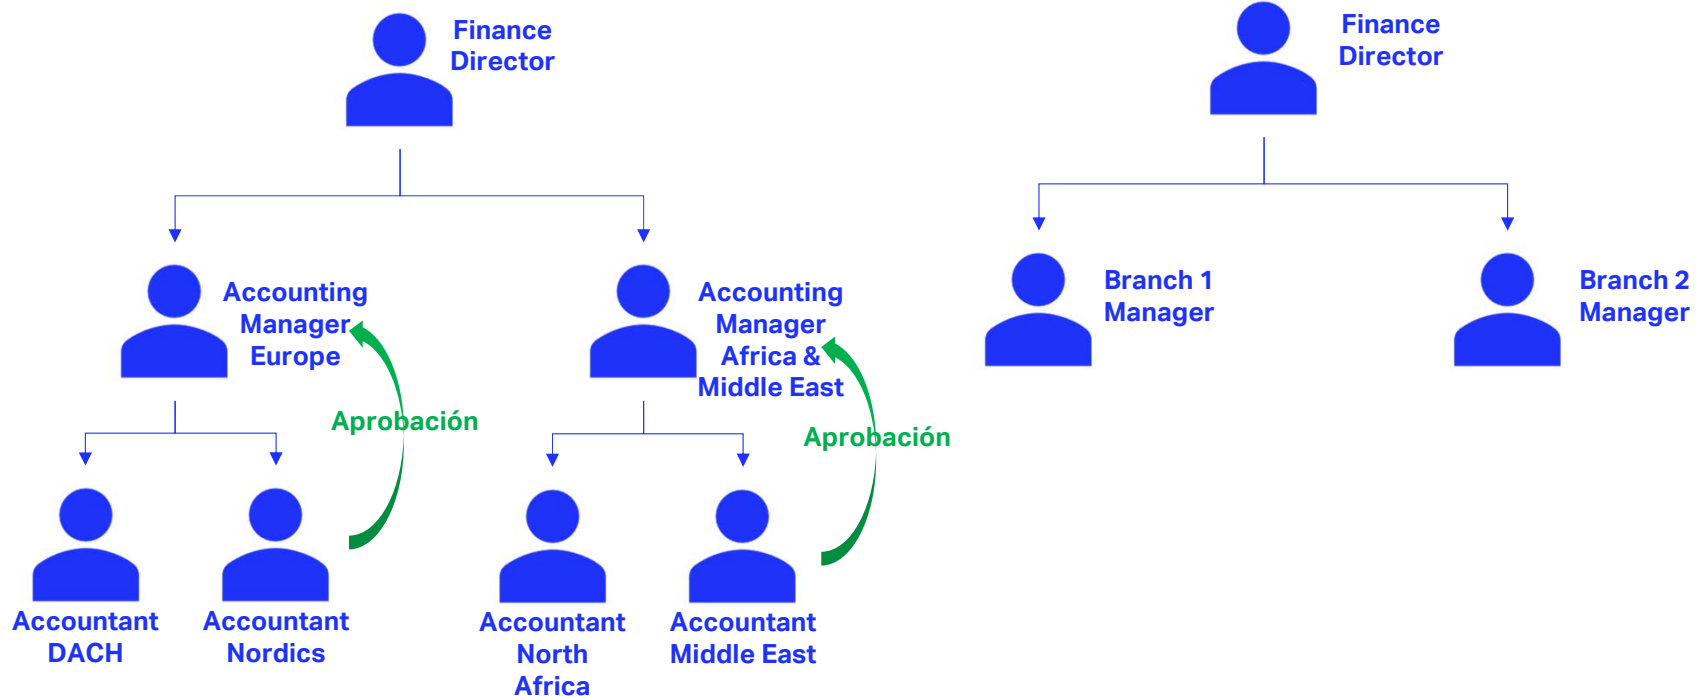 Finance
Director
Accounting
Manager
Europe
Accounting
Manager
Africa &
Middle East
Aprobación
Aprobación
Accountant
DACH
Accountant
Nordics
Accountant
North
Africa
Accountant
Middle East
Finance
Director
Branch 1
Manager
Branch 2
Manager